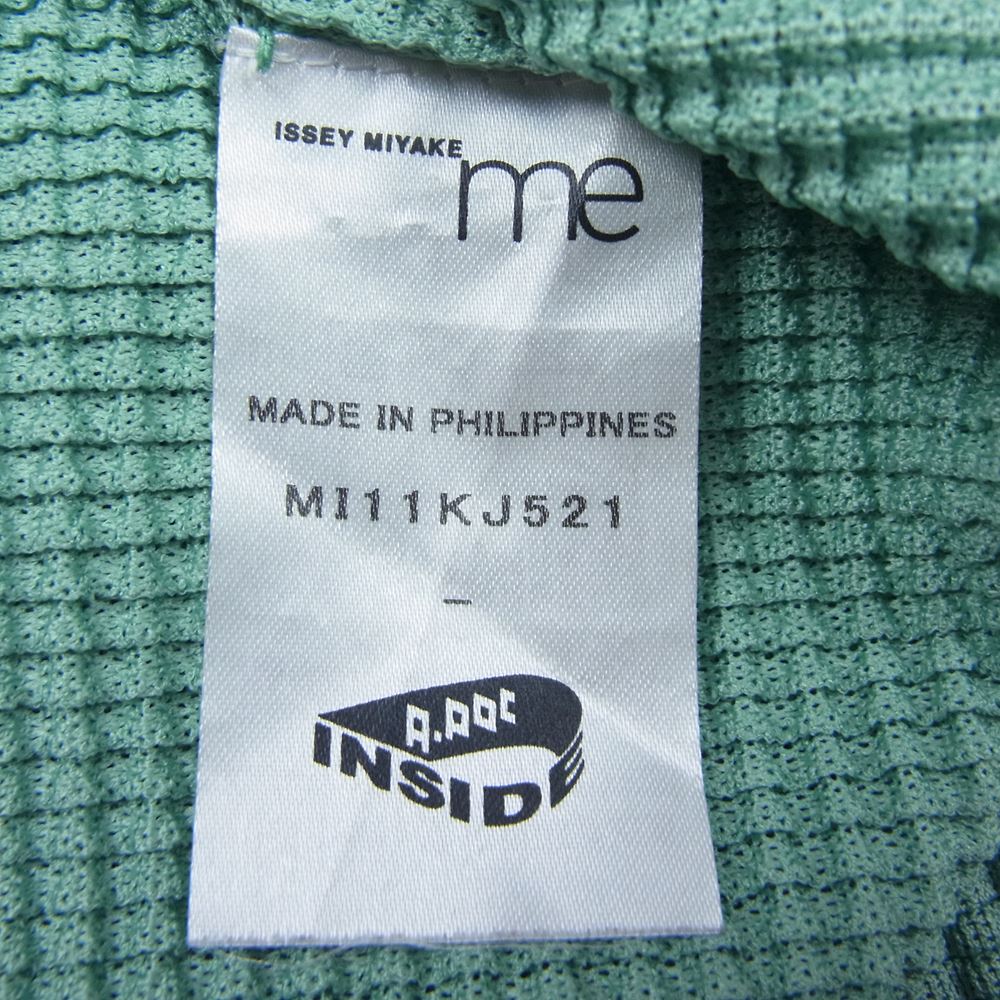 ISSEY MIYAKE
me
MADE IN PHILIPPINES
MI11KJ521
–
A.POC
INSIDE